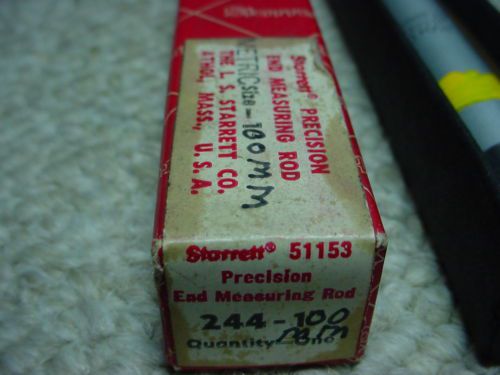 Starrett® PRECISION
END MEASURING ROD
METRIC Size - 100 MM
THE L. S. STARRETT CO.
ATHOL, MASS., U. S. A.
Starrett® 51153
Precision
End Measuring Rod
244-100
MM
Quantity One